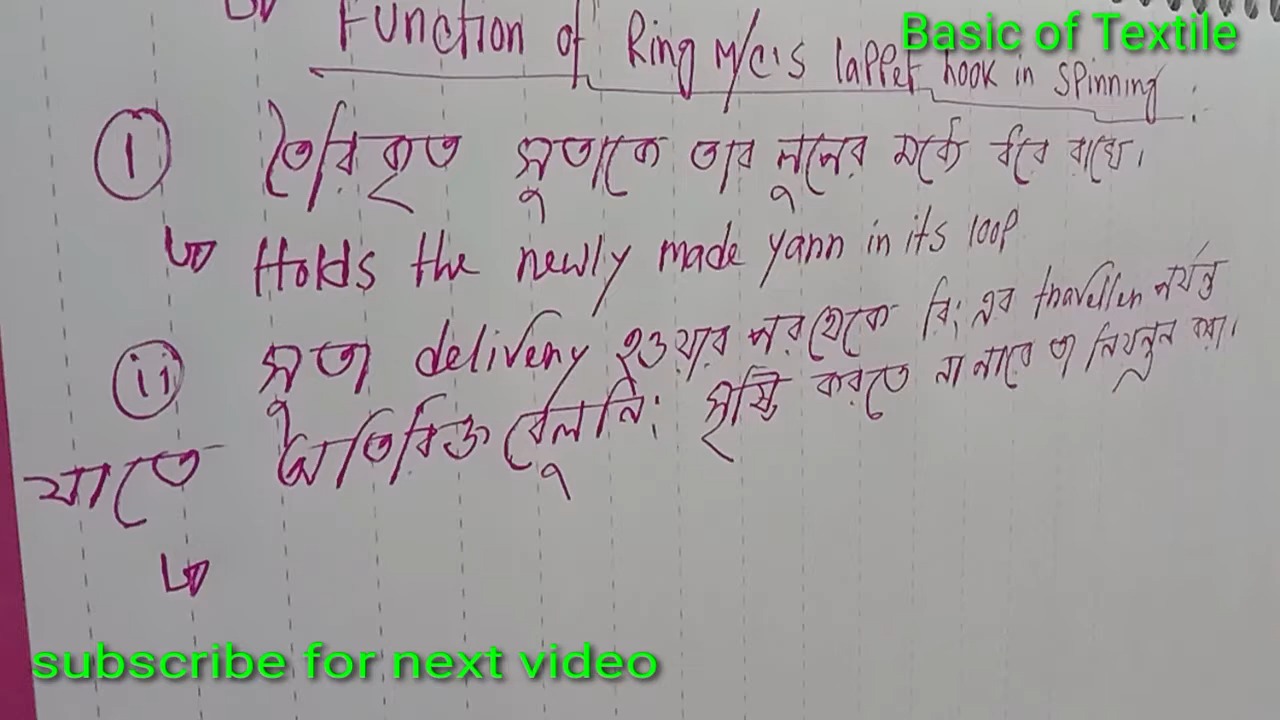 Basic of Textile
Function of Ring m/c's lappet hook in spinning :
i তৈরিকৃত সুতাকে তার লুপের মধ্যে ধরে রাখে।
↳ Holds the newly made yarn in its loop
ii সুতা delivery হওয়ার পর থেকে রিং এর traveller পর্যন্ত
যাতে অতিরিক্ত বেলুনিং সৃষ্টি করতে না পারে তা নিয়ন্ত্রন করা।
↳
subscribe for next video